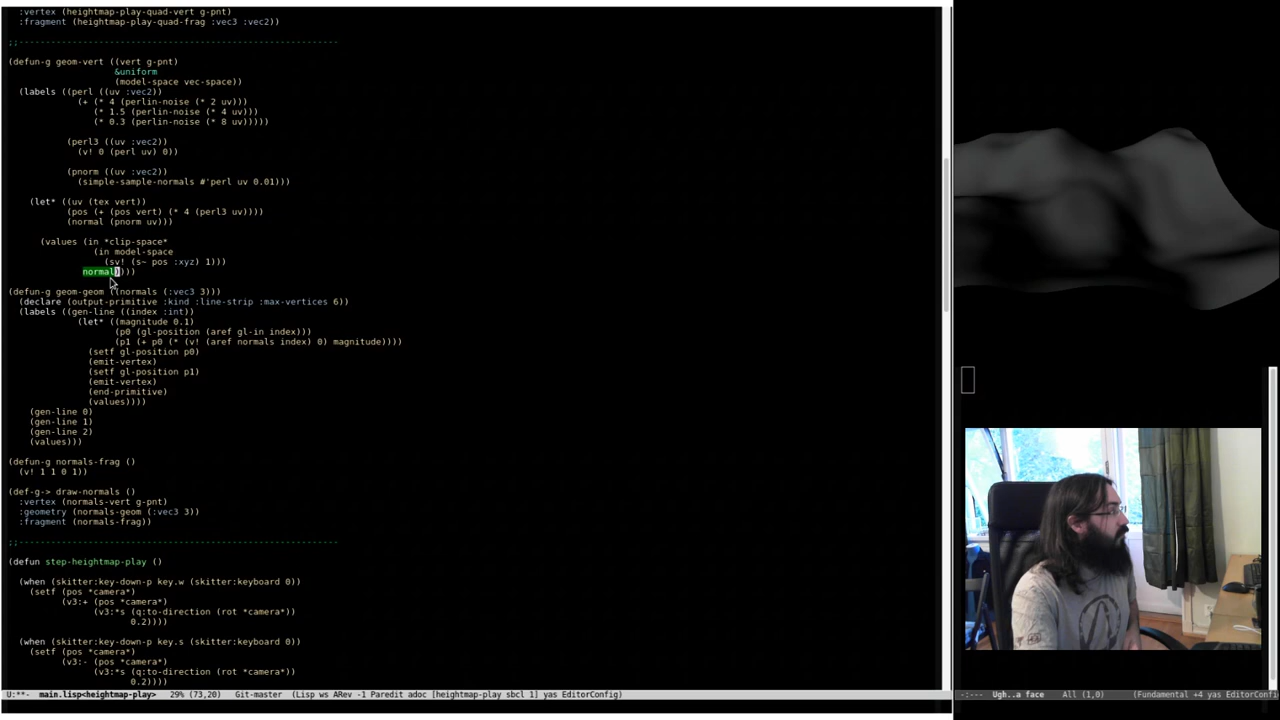 :vertex (heightmap-play-quad-vert g-pnt)
:fragment (heightmap-play-quad-frag :vec3 :vec2))
;;-------------------------------------------------------
(defun-g geom-vert ((vert g-pnt)
&uniform
(model-space vec-space))
(labels ((perl ((uv :vec2))
(+ (* 4 (perlin-noise (* 2 uv)))
(* 1.5 (perlin-noise (* 4 uv)))
(* 0.3 (perlin-noise (* 8 uv)))))
(perl3 ((uv :vec2))
(v! 0 (perl uv) 0))
(pnorm ((uv :vec2))
(simple-sample-normals #'perl uv 0.01)))
(let* ((uv (tex vert))
(pos (+ (pos vert) (* 4 (perl3 uv))))
(normal (pnorm uv)))
(values (in *clip-space*
(in model-space
(sv! (s~ pos :xyz) 1)))
normal))))
(defun-g geom-geom ((normals (:vec3 3)))
(declare (output-primitive :kind :line-strip :max-vertices 6))
(labels ((gen-line ((index :int))
(let* ((magnitude 0.1)
(p0 (gl-position (aref gl-in index)))
(p1 (+ p0 (* (v! (aref normals index) 0) magnitude))))
(setf gl-position p0)
(emit-vertex)
(setf gl-position p1)
(emit-vertex)
(end-primitive)
(values))))
(gen-line 0)
(gen-line 1)
(gen-line 2)
(values)))
(defun-g normals-frag ()
(v! 1 1 0 1))
(def-g-> draw-normals ()
:vertex (normals-vert g-pnt)
:geometry (normals-geom (:vec3 3))
:fragment (normals-frag))
;;-------------------------------------------------------
(defun step-heightmap-play ()
(when (skitter:key-down-p key.w (skitter:keyboard 0))
(setf (pos *camera*)
(v3:+ (pos *camera*)
(v3:*s (q:to-direction (rot *camera*))
0.2))))
(when (skitter:key-down-p key.s (skitter:keyboard 0))
(setf (pos *camera*)
(v3:- (pos *camera*)
(v3:*s (q:to-direction (rot *camera*))
0.2))))
U:**-  main.lisp<heightmap-play>   29% (73,20)   Git-master  (Lisp ws ARev -1 Paredit adoc [heightmap-play sbcl 1] yas EditorConfig)
-:---  Ugh..a face   All (1,0)   (Fundamental +4 yas EditorConfi